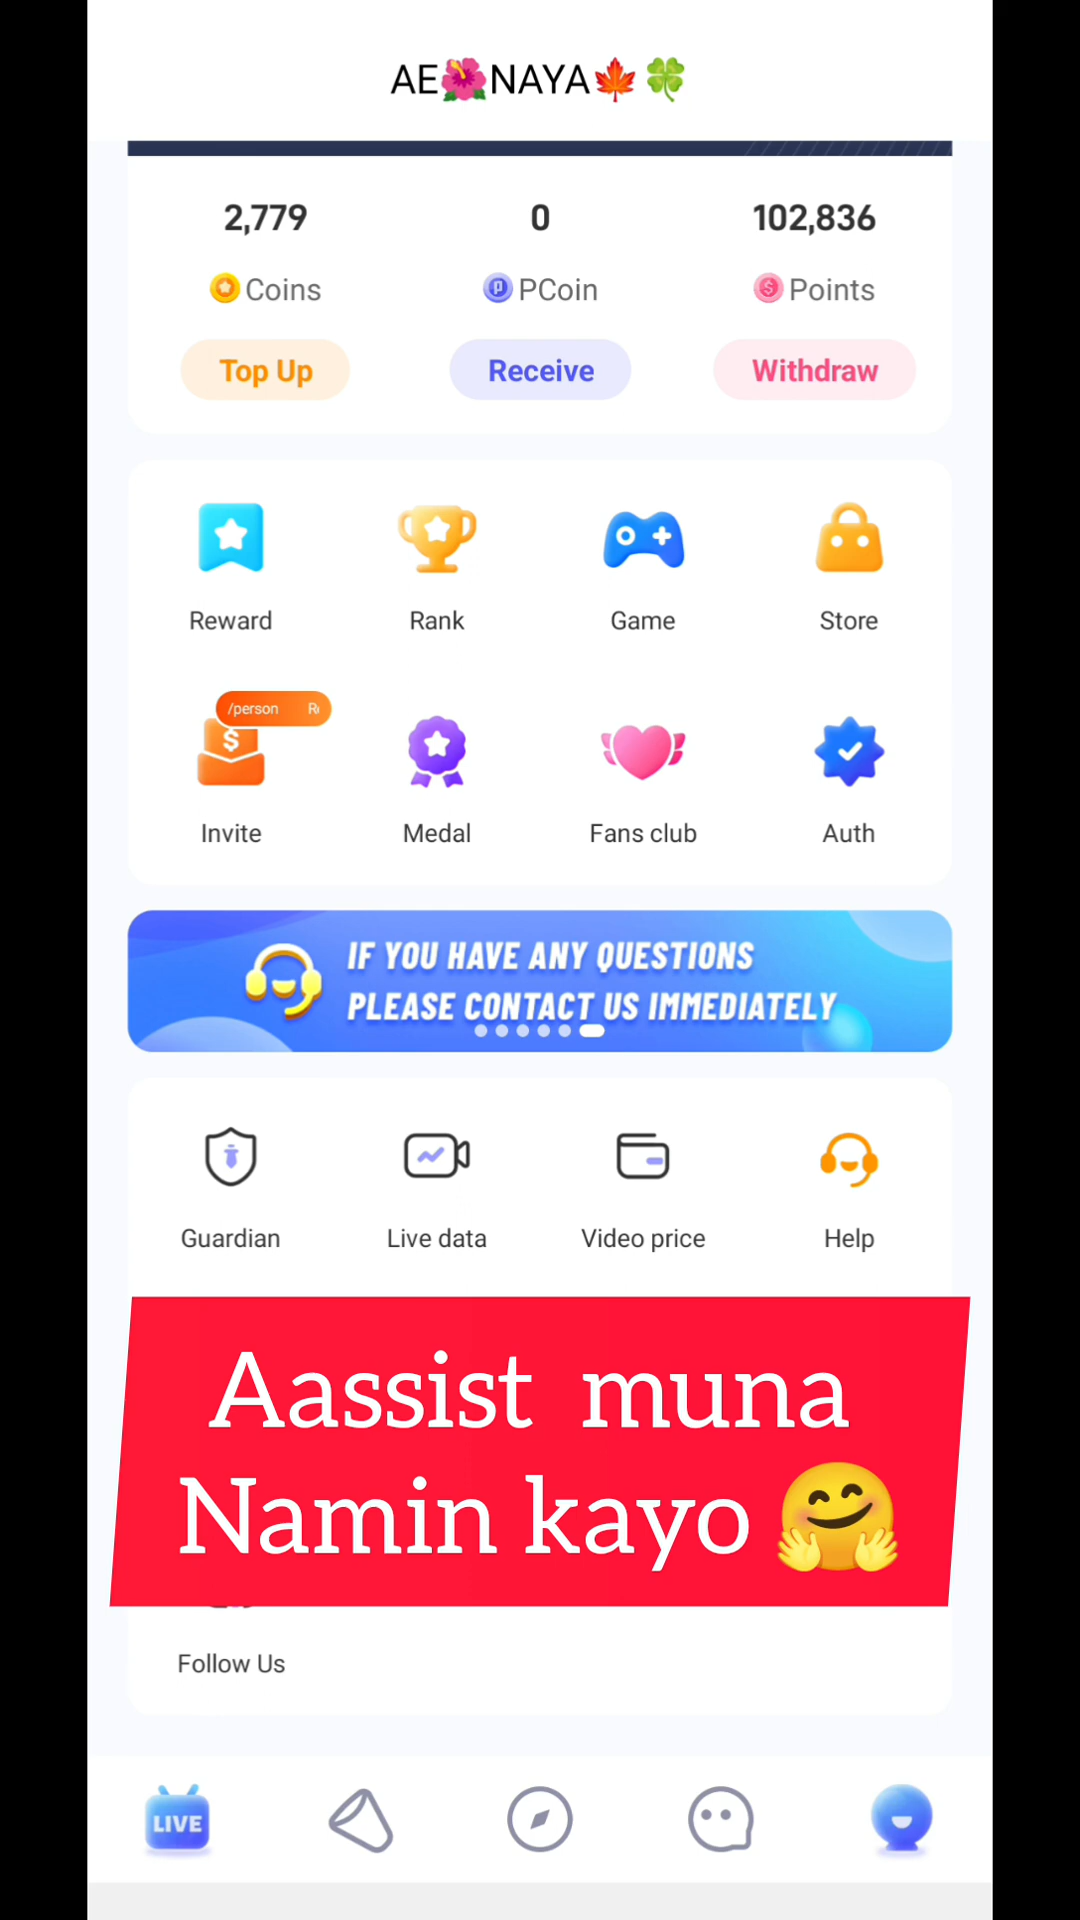 AE🌺NAYA🍁🍀
2,779 0 102,836
Coins PCoin Points
Top Up Receive Withdraw
Reward Rank Game Store
/person
$
Invite Medal Fans club Auth
IF YOU HAVE ANY QUESTIONS
PLEASE CONTACT US IMMEDIATELY
Guardian Live data Video price Help
Aassist muna
Namin kayo 🤗
Follow Us
LIVE